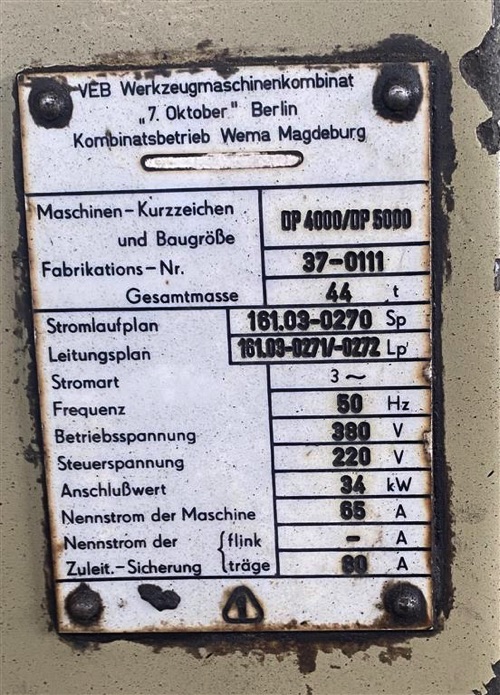 VEB Werkzeugmaschinenkombinat
„7. Oktober" Berlin
Kombinatsbetrieb Wema Magdeburg
Maschinen-Kurzzeichen
und Baugröße DP 4000/DP 5000
Fabrikations-Nr. 37-0111
Gesamtmasse 44 t
Stromlaufplan 161.03-0270 Sp
Leitungsplan 161.03-0271/-0272 Lp
Stromart 3 ~
Frequenz 50 Hz
Betriebsspannung 380 V
Steuerspannung 220 V
Anschlußwert 34 kW
Nennstrom der Maschine 65 A
Nennstrom der { flink - A
Zuleit.-Sicherung träge 80 A